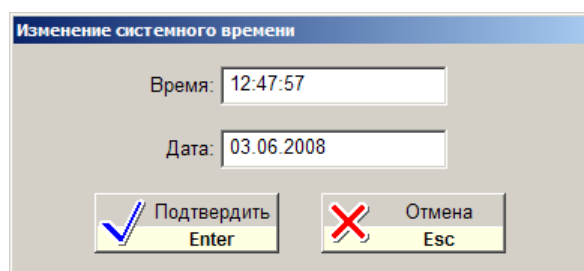 Изменение системного времени
Время: 12:47:57
Дата: 03.06.2008
Подтвердить Отмена
Enter Esc